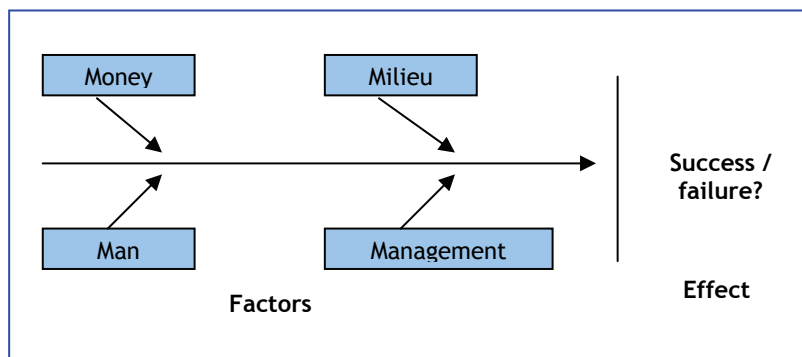 Money
Milieu
Success /
failure?
Man
Management
Factors
Effect